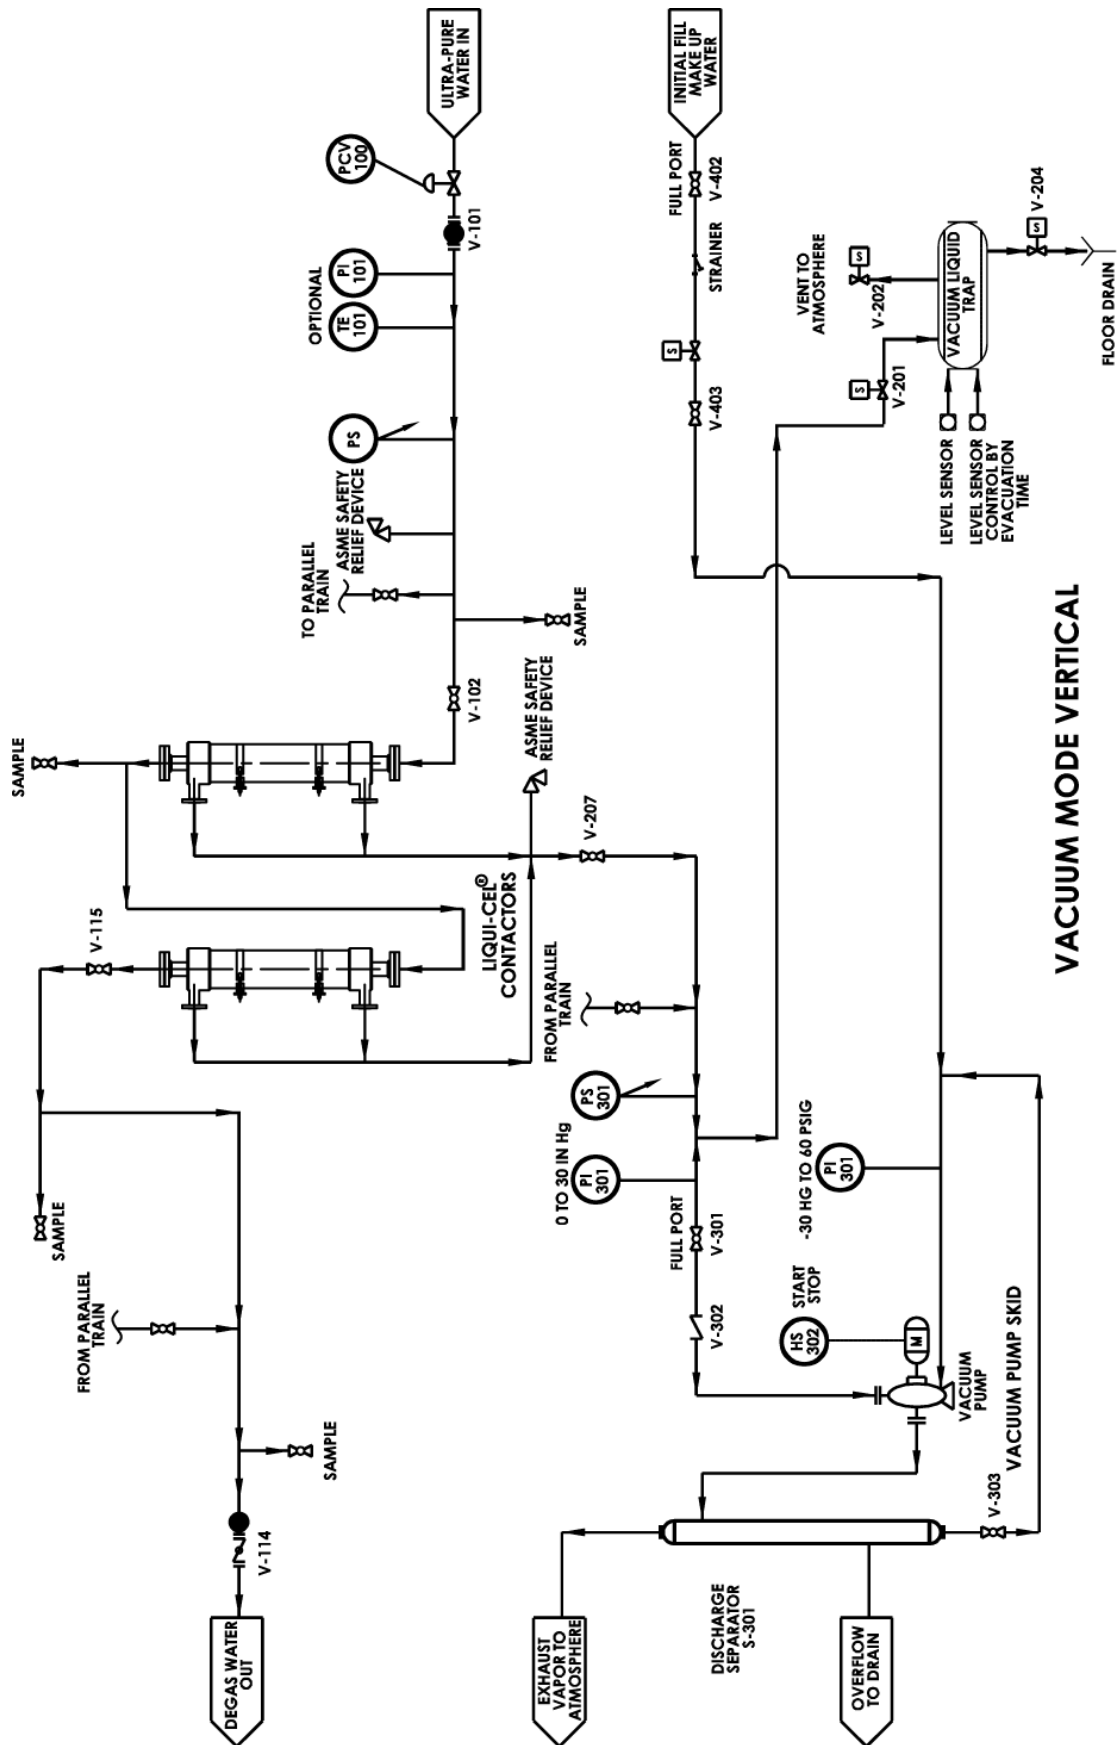 ULTRA-PURE
WATER IN
PCV
100
V-101
PI
101
TE
101
OPTIONAL
PS
ASME SAFETY
RELIEF DEVICE
TO PARALLEL
TRAIN
SAMPLE
V-102
SAMPLE
ASME SAFETY
RELIEF DEVICE
V-207
LIQUI-CEL®
CONTACTORS
V-115
SAMPLE
FROM PARALLEL
TRAIN
SAMPLE
V-114
DEGAS WATER
OUT
INITIAL FILL
MAKE UP
WATER
FULL PORT
V-402
STRAINER
S
V-403
VENT TO
ATMOSPHERE
S
V-202
S
V-201
VACUUM LIQUID
TRAP
S
V-204
FLOOR DRAIN
LEVEL SENSOR
LEVEL SENSOR
CONTROL BY
EVACUATION
TIME
FROM PARALLEL
TRAIN
PS
301
0 TO 30 IN Hg
PI
301
FULL PORT
V-301
V-302
-30 HG TO 60 PSIG
PI
301
START
STOP
HS
302
M
VACUUM
PUMP
VACUUM PUMP SKID
V-303
DISCHARGE
SEPARATOR
S-301
EXHAUST
VAPOR TO
ATMOSPHERE
OVERFLOW
TO DRAIN
VACUUM MODE VERTICAL